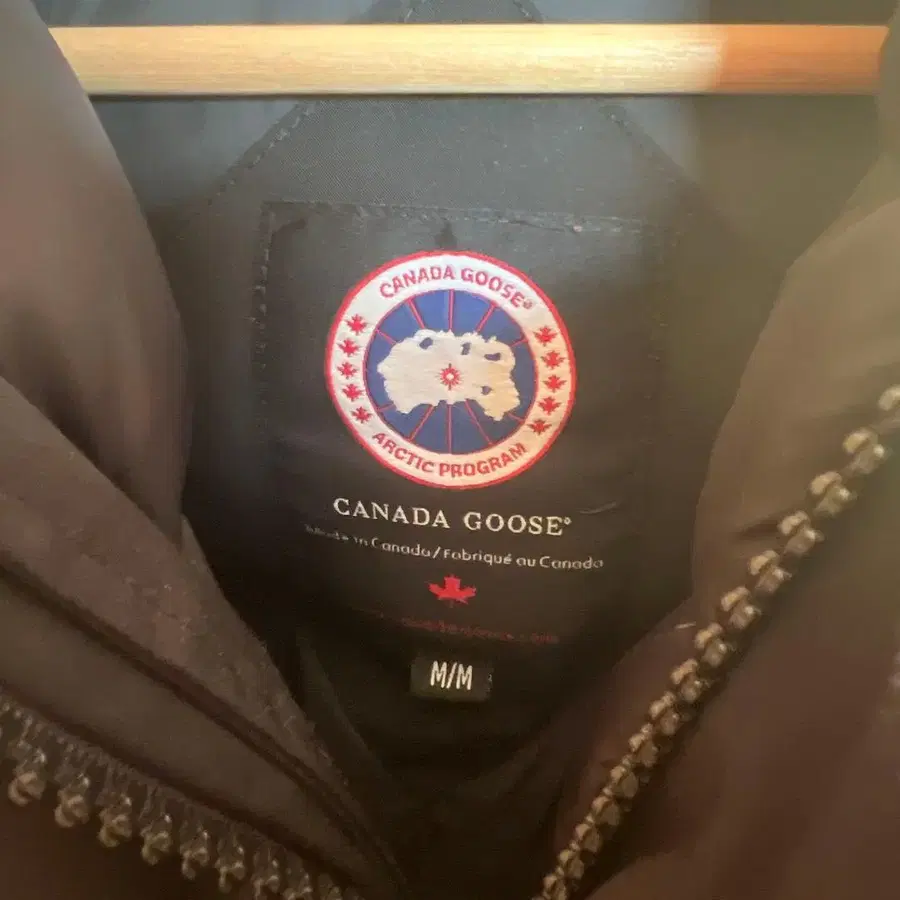 CANADA GOOSE®
ARCTIC PROGRAM
CANADA GOOSE®
Made in Canada/Fabriqué au Canada
M/M